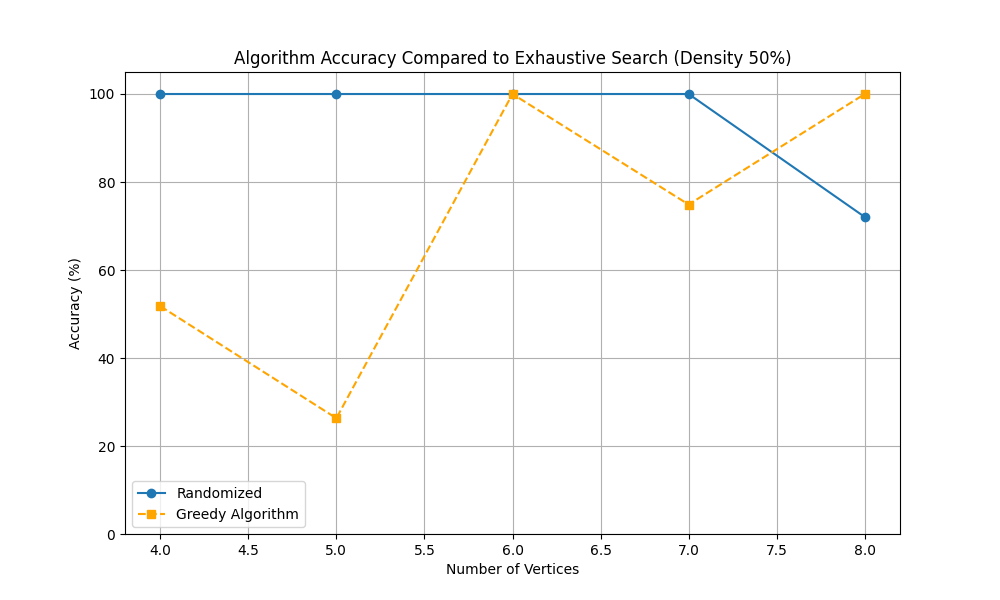 Algorithm Accuracy Compared to Exhaustive Search (Density 50%)
Accuracy (%)
100
80
60
40
20
0
Randomized
Greedy Algorithm
4.0 4.5 5.0 5.5 6.0 6.5 7.0 7.5 8.0
Number of Vertices